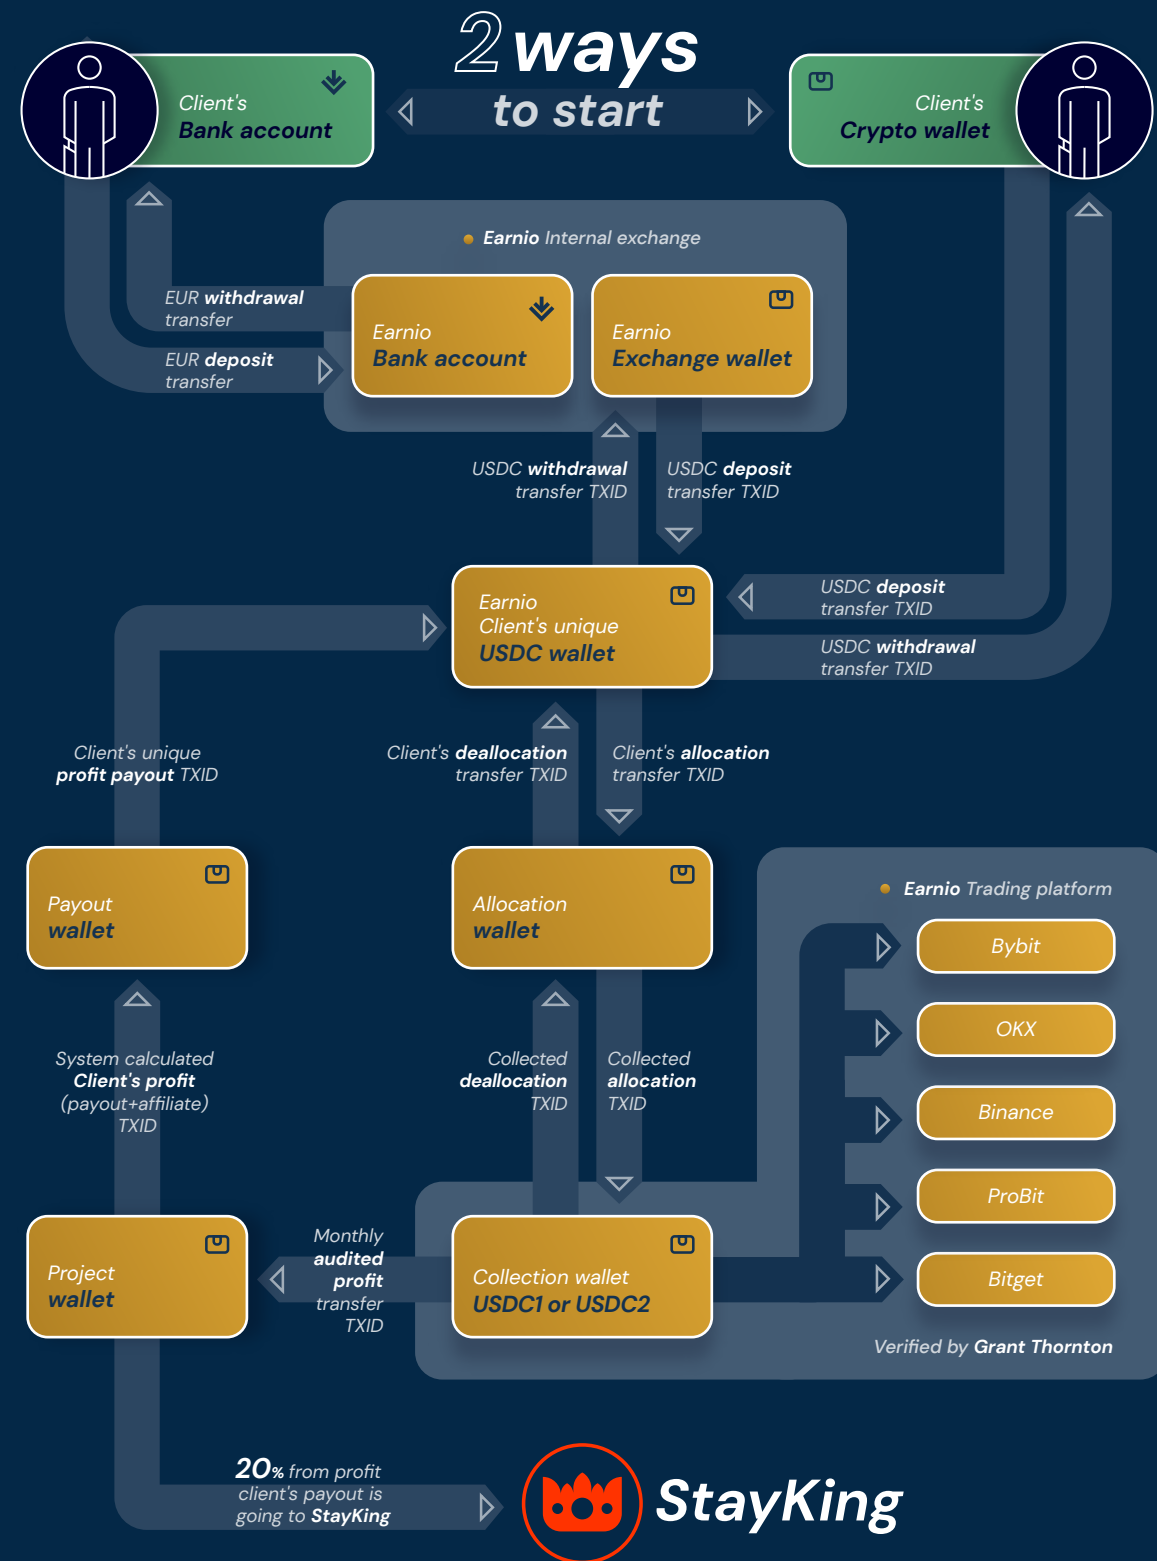 2 ways
to start
Client's
Bank account
Client's
Crypto wallet
Earnio Internal exchange
EUR withdrawal
transfer
EUR deposit
transfer
Earnio
Bank account
Earnio
Exchange wallet
USDC withdrawal
transfer TXID
USDC deposit
transfer TXID
Earnio
Client's unique
USDC wallet
USDC deposit
transfer TXID
USDC withdrawal
transfer TXID
Client's unique
profit payout TXID
Client's deallocation
transfer TXID
Client's allocation
transfer TXID
Payout
wallet
Allocation
wallet
Earnio Trading platform
Bybit
OKX
Binance
ProBit
Bitget
Verified by Grant Thornton
System calculated
Client's profit
(payout+affiliate)
TXID
Collected
deallocation
TXID
Collected
allocation
TXID
Project
wallet
Monthly
audited
profit
transfer
TXID
Collection wallet
USDC1 or USDC2
20% from profit
client's payout is
going to StayKing
StayKing